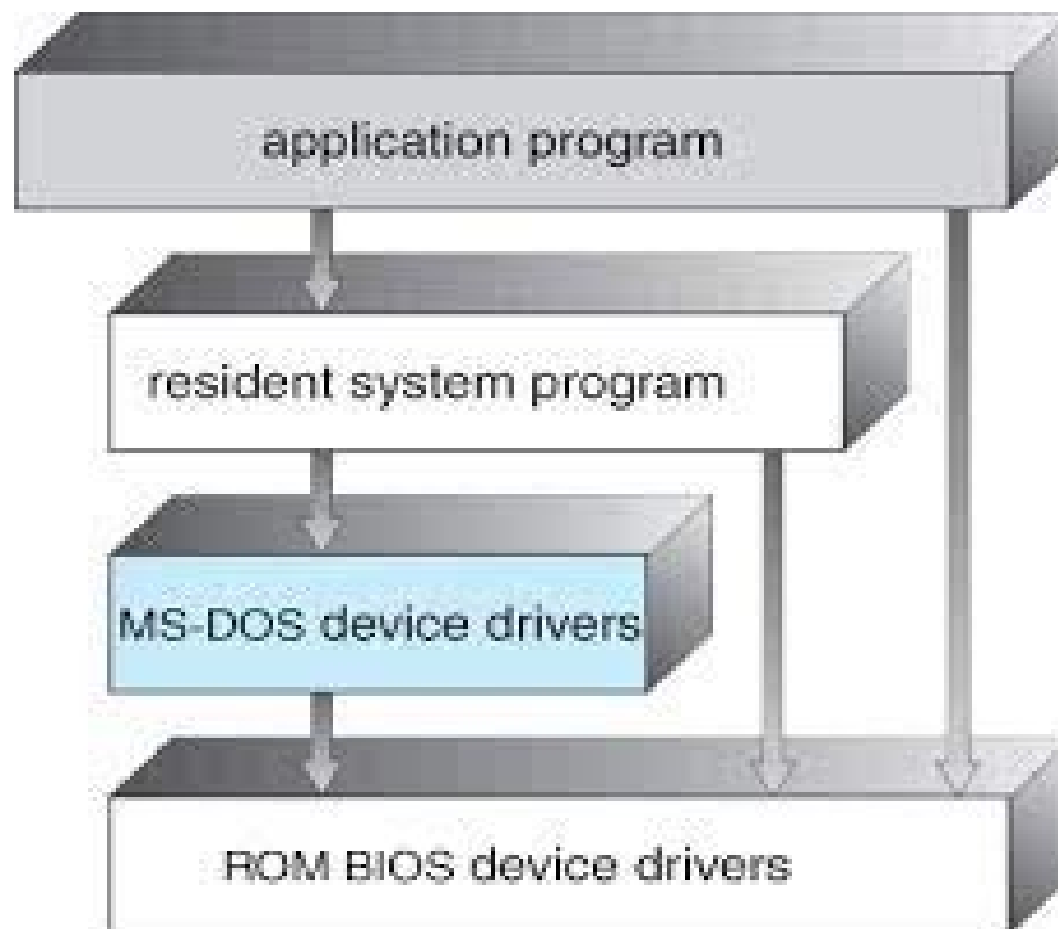 application program
resident system program
MS-DOS device drivers
ROM BIOS device drivers